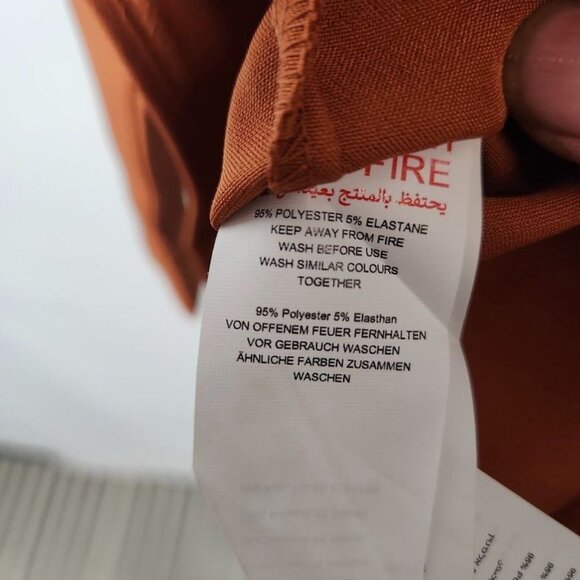 FIRE
يحتفظ بالمنتج بعيدا
95% POLYESTER 5% ELASTANE
KEEP AWAY FROM FIRE
WASH BEFORE USE
WASH SIMILAR COLOURS
TOGETHER
95% Polyester 5% Elasthan
VON OFFENEM FEUER FERNHALTEN
VOR GEBRAUCH WASCHEN
ÄHNLICHE FARBEN ZUSAMMEN
WASCHEN